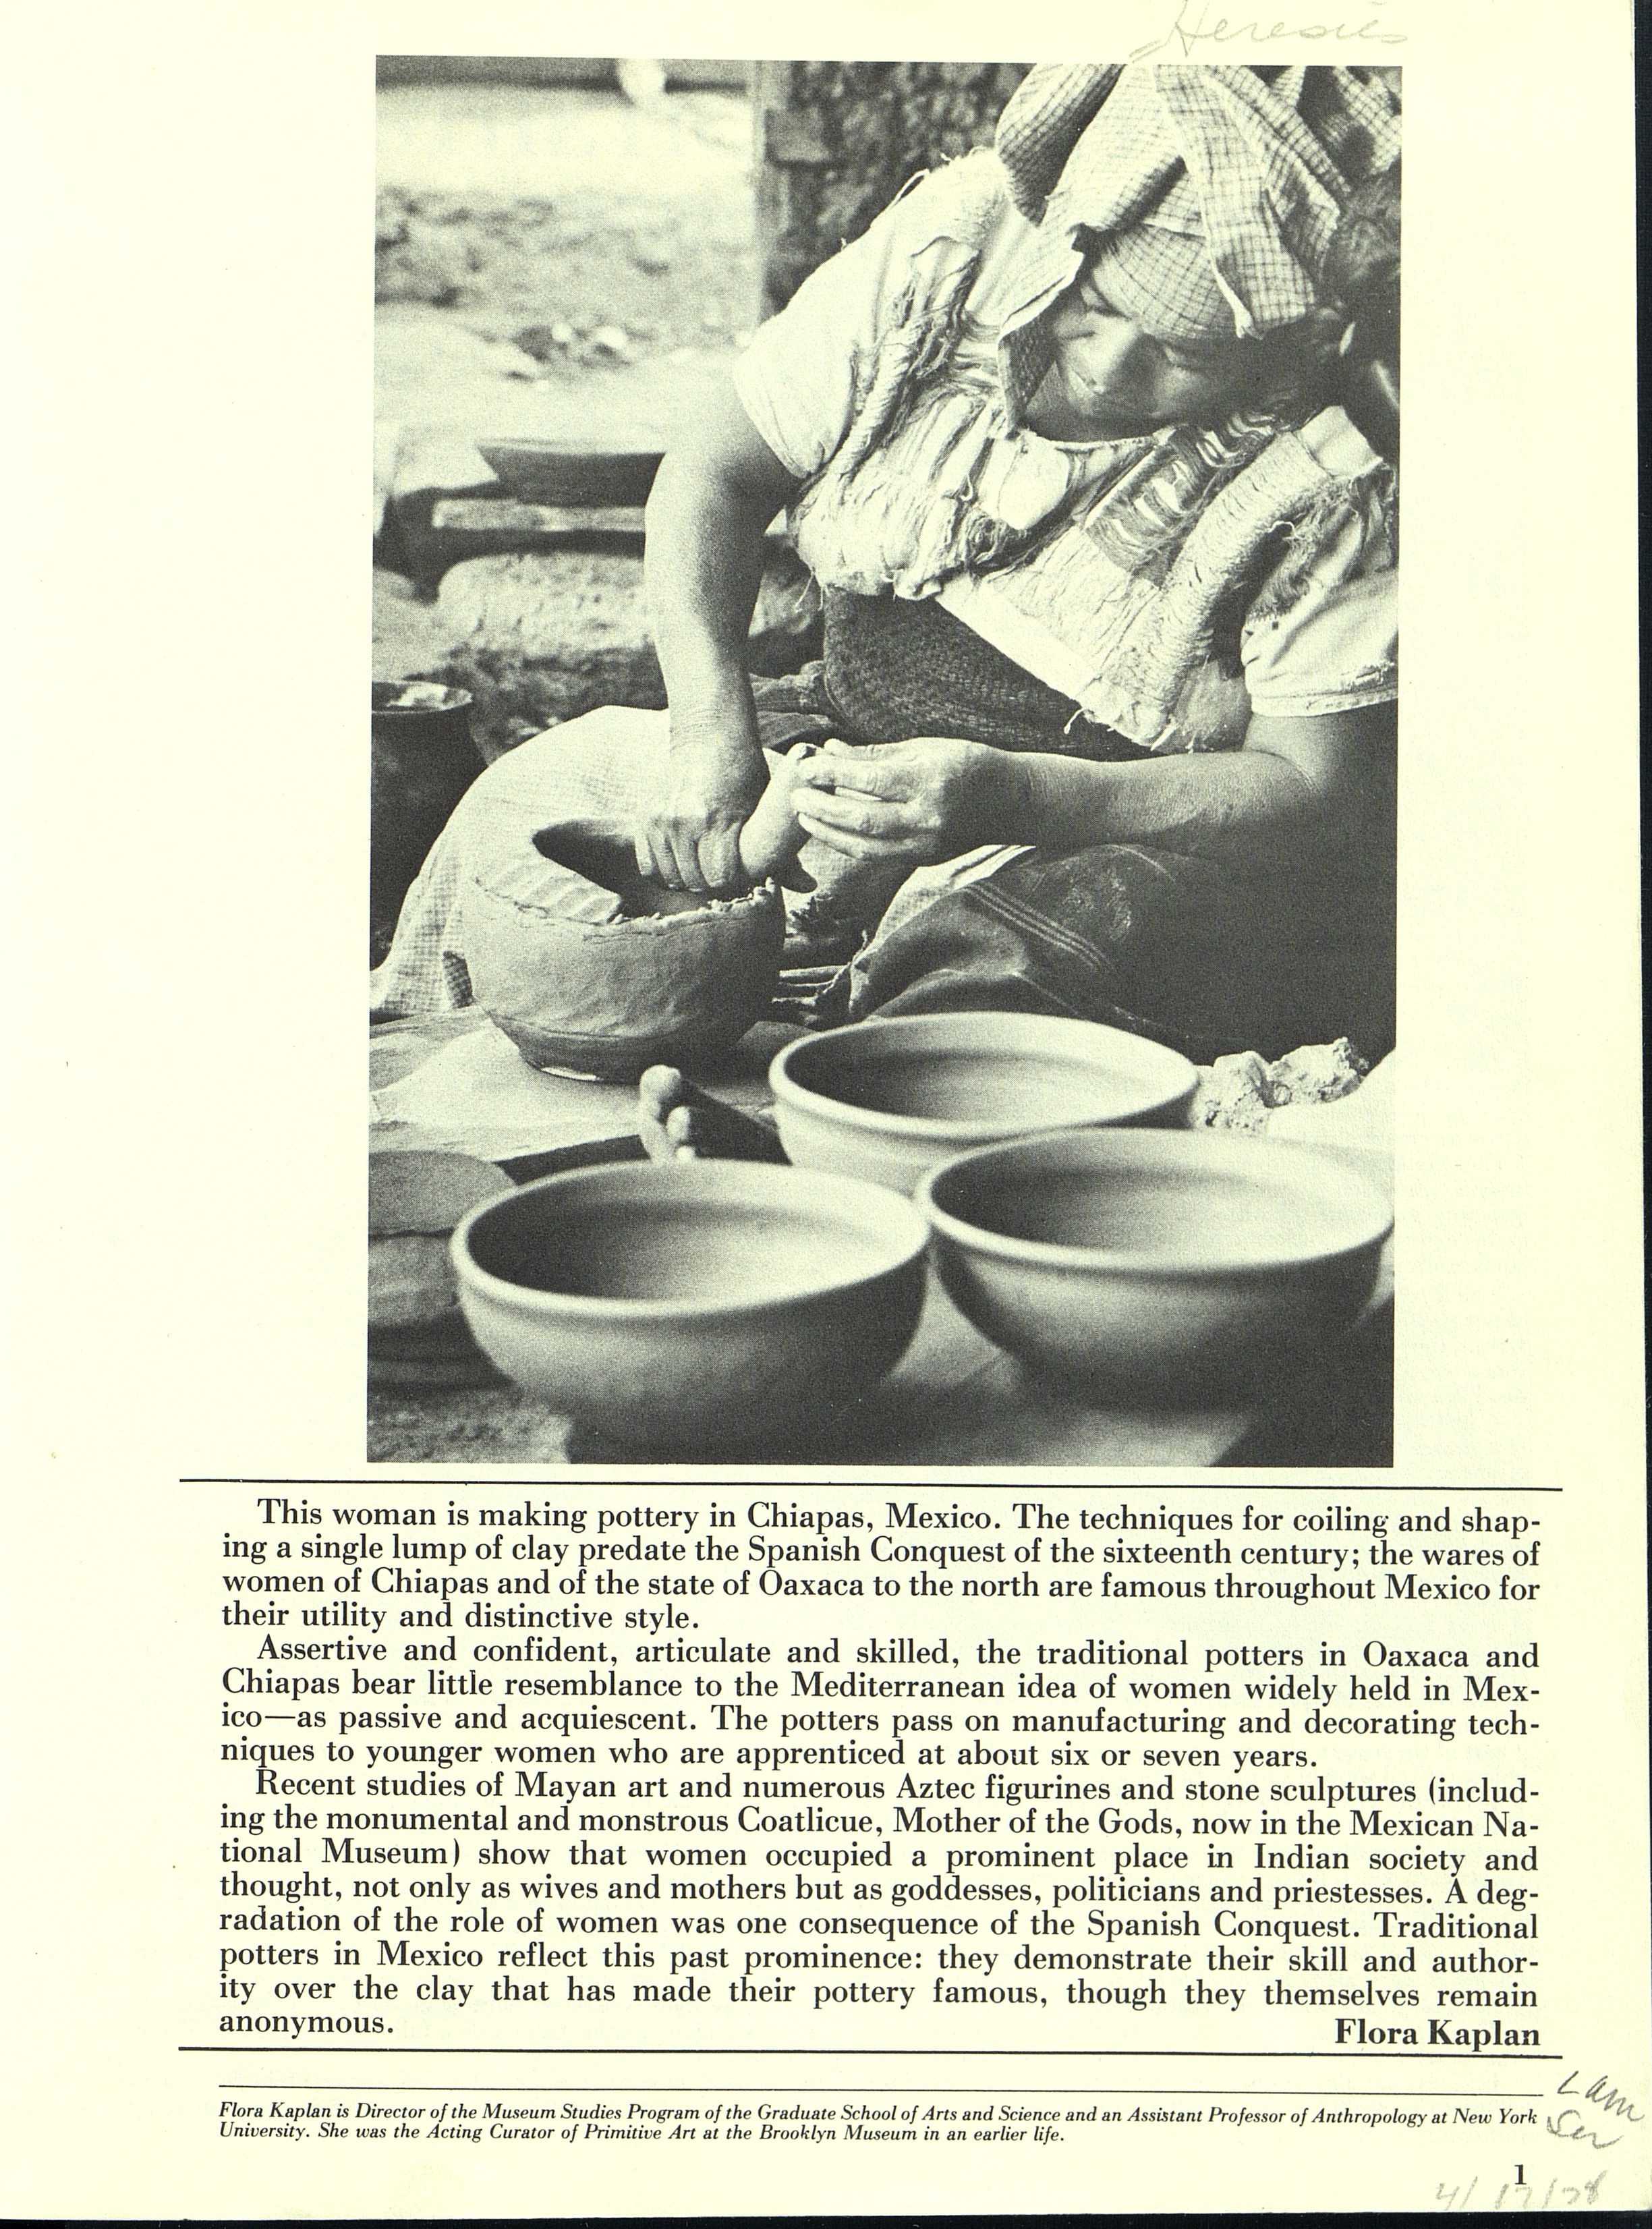 Heresies
This woman is making pottery in Chiapas, Mexico. The techniques for coiling and shap-
ing a single lump of clay predate the Spanish Conquest of the sixteenth century; the wares of
women of Chiapas and of the state of Oaxaca to the north are famous throughout Mexico for
their utility and distinctive style.
Assertive and confident, articulate and skilled, the traditional potters in Oaxaca and
Chiapas bear little resemblance to the Mediterranean idea of women widely held in Mex-
ico—as passive and acquiescent. The potters pass on manufacturing and decorating tech-
niques to younger women who are apprenticed at about six or seven years.
Recent studies of Mayan art and numerous Aztec figurines and stone sculptures (includ-
ing the monumental and monstrous Coatlicue, Mother of the Gods, now in the Mexican Na-
tional Museum) show that women occupied a prominent place in Indian society and
thought, not only as wives and mothers but as goddesses, politicians and priestesses. A deg-
radation of the role of women was one consequence of the Spanish Conquest. Traditional
potters in Mexico reflect this past prominence: they demonstrate their skill and author-
ity over the clay that has made their pottery famous, though they themselves remain
anonymous.
Flora Kaplan
Flora Kaplan is Director of the Museum Studies Program of the Graduate School of Arts and Science and an Assistant Professor of Anthropology at New York
University. She was the Acting Curator of Primitive Art at the Brooklyn Museum in an earlier life.
Ser
1
4/17/78